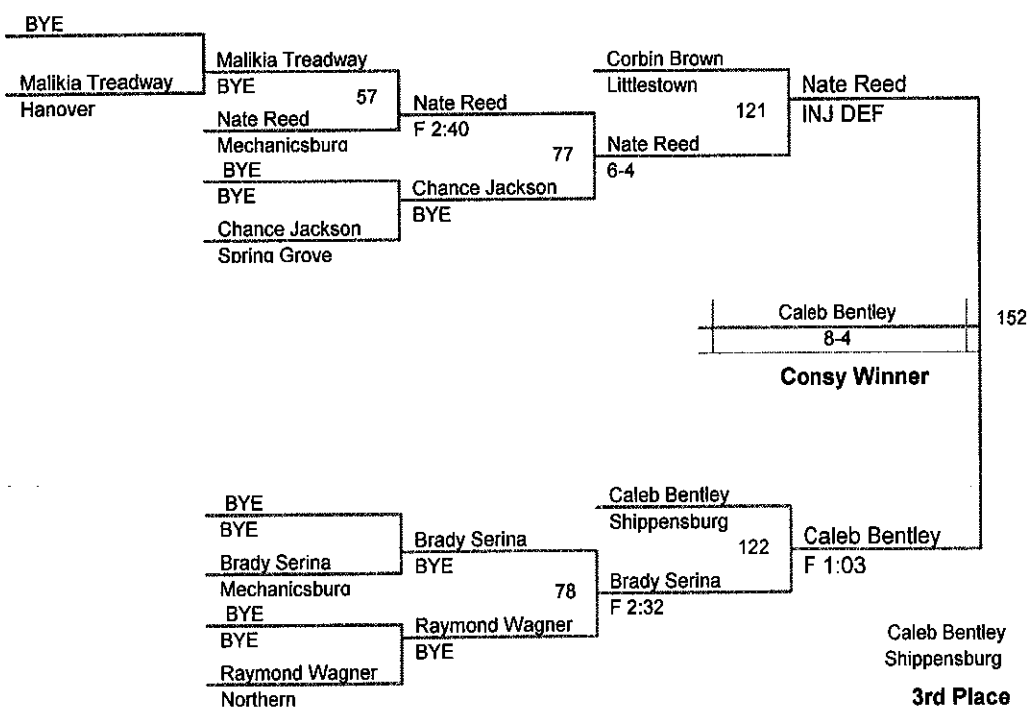 BYE
Malikia Treadway
Hanover
Malikia Treadway
BYE
57
Nate Reed
Mechanicsburg
BYE
BYE
Chance Jackson
Spring Grove
Nate Reed
F 2:40
77
Chance Jackson
BYE
Corbin Brown
Littlestown
121
Nate Reed
6-4
Nate Reed
INJ DEF
Caleb Bentley
8-4
Consy Winner
152
BYE
BYE
Brady Serina
Mechanicsburg
BYE
BYE
Raymond Wagner
Northern
Brady Serina
BYE
78
Raymond Wagner
BYE
Caleb Bentley
Shippensburg
122
Brady Serina
F 2:32
Caleb Bentley
F 1:03
Caleb Bentley
Shippensburg
3rd Place